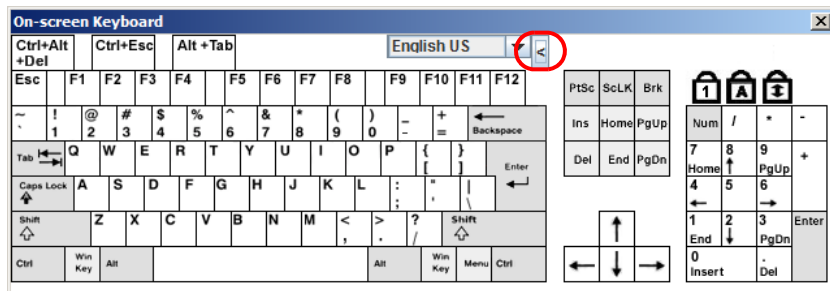 On-screen Keyboard X
Ctrl+Alt +Del Ctrl+Esc Alt +Tab English US <
Esc F1 F2 F3 F4 F5 F6 F7 F8 F9 F10 F11 F12 PtSc ScLK Brk 1 A
~ ` ! 1 @ 2 # 3 $ 4 % 5 ^ 6 & 7 * 8 ( 9 ) 0 _ - + = Backspace Ins Home PgUp Num / * -
Tab Q W E R T Y U I O P { [ } ] Enter Del End PgDn 7 Home 8 9 PgUp +
Caps Lock A S D F G H J K L : ; " ' | \ 4 5 6
Shift Z X C V B N M < , > . ? / Shift 1 End 2 3 PgDn Enter
Ctrl Win Key Alt Alt Win Key Menu Ctrl 0 Insert . Del